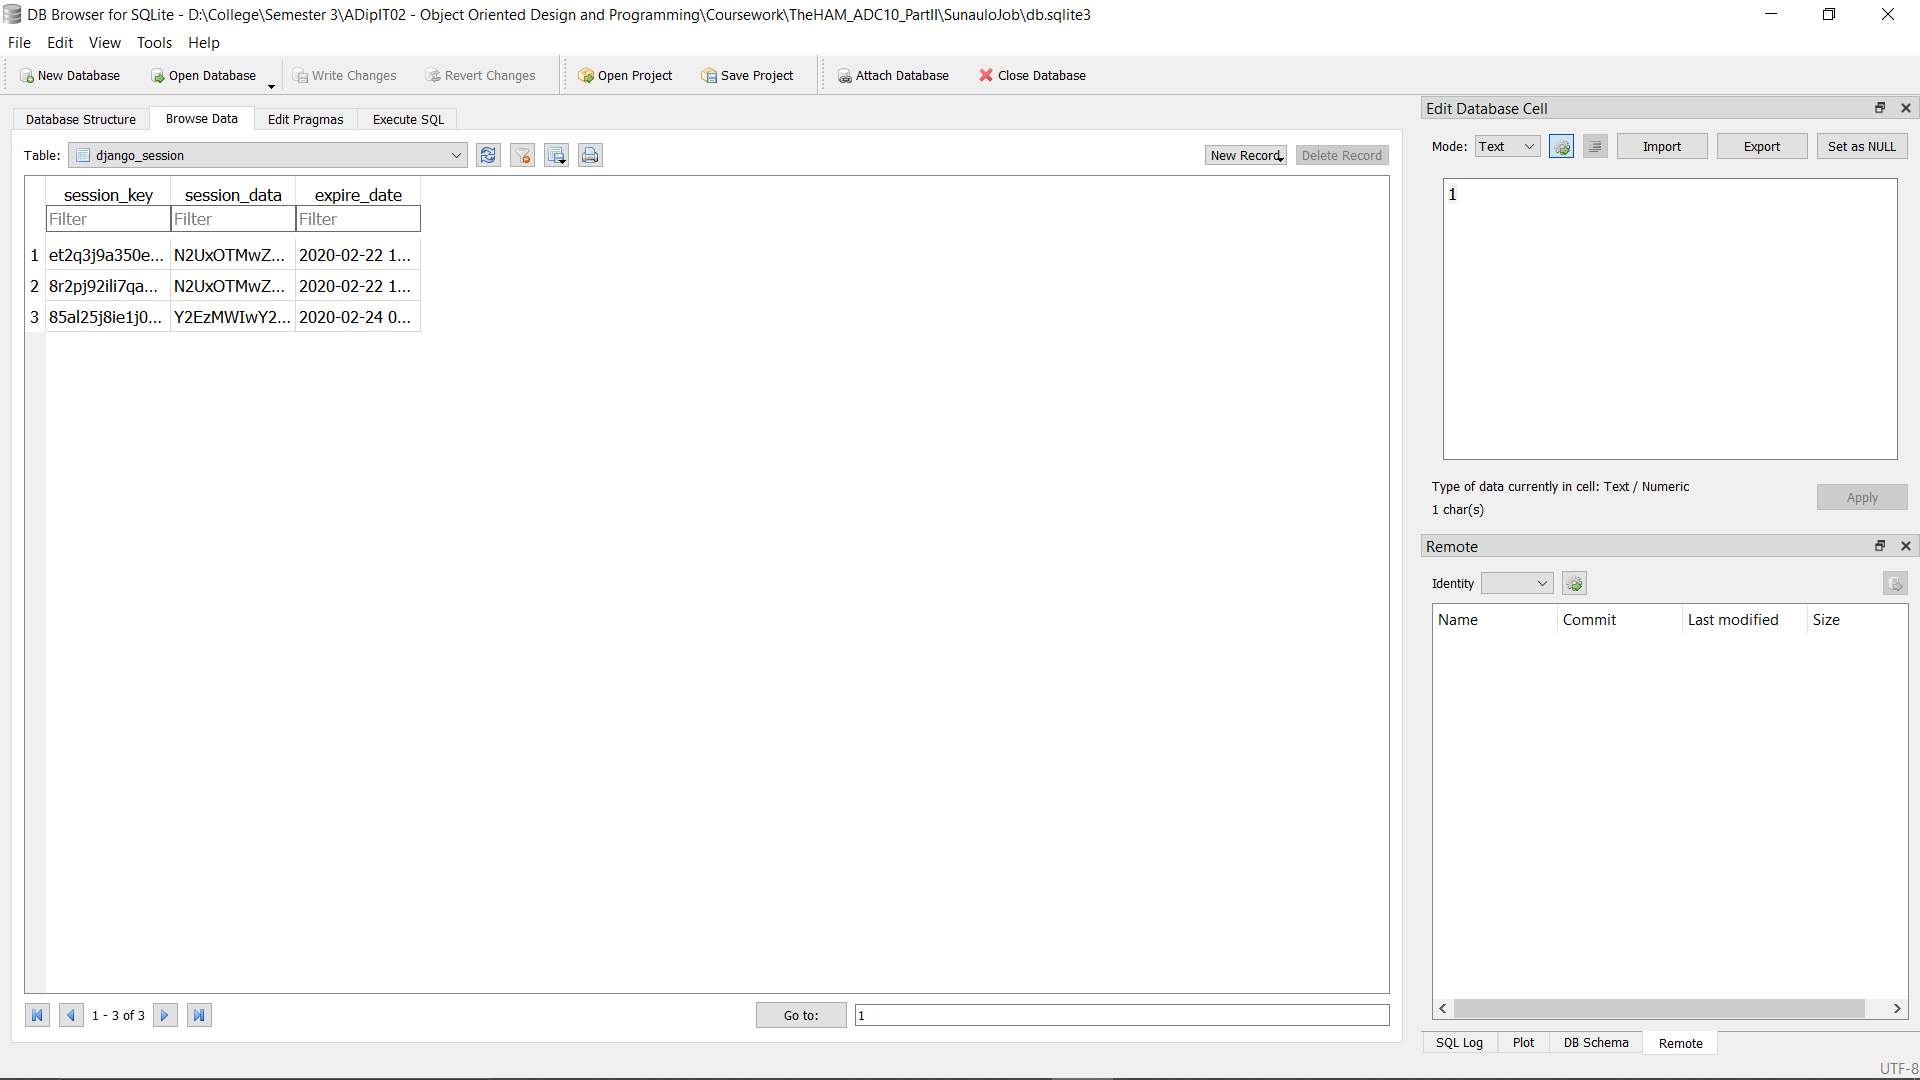 DB Browser for SQLite - D:\College\Semester 3\ADipIT02 - Object Oriented Design and Programming\Coursework\TheHAM_ADC10_PartII\SunauloJob\db.sqlite3
File Edit View Tools Help
New Database Open Database Write Changes Revert Changes Open Project Save Project Attach Database Close Database
Database Structure Browse Data Edit Pragmas Execute SQL
Table: django_session New Record Delete Record
session_key session_data expire_date
Filter Filter Filter
1 et2q3j9a350e... N2UxOTMwZ... 2020-02-22 1...
2 8r2pj92ili7qa... N2UxOTMwZ... 2020-02-22 1...
3 85al25j8ie1j0... Y2EzMWIwY2... 2020-02-24 0...
1 - 3 of 3 Go to: 1
Edit Database Cell
Mode: Text Import Export Set as NULL
1
Type of data currently in cell: Text / Numeric
1 char(s)
Apply
Remote
Identity
Name Commit Last modified Size
SQL Log Plot DB Schema Remote
UTF-8